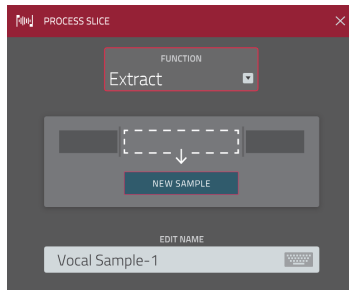 PROCESS SLICE
FUNCTION
Extract
NEW SAMPLE
EDIT NAME
Vocal Sample-1